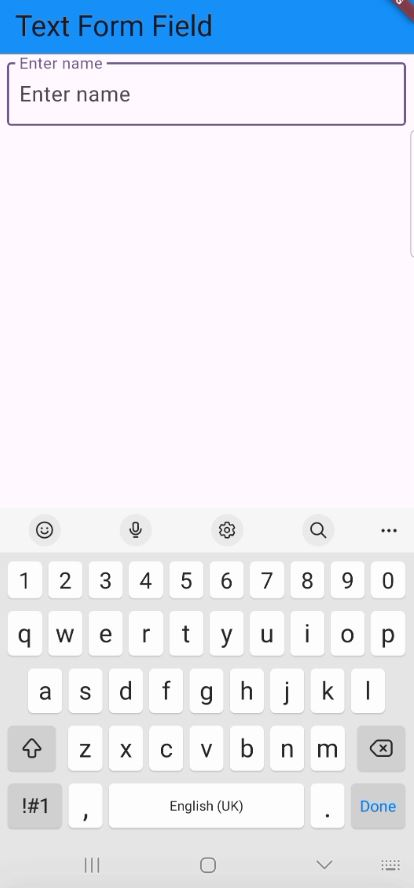 Text Form Field
Enter name
Enter name
1 2 3 4 5 6 7 8 9 0
q w e r t y u i o p
a s d f g h j k l
z x c v b n m
!#1 , English (UK) . Done